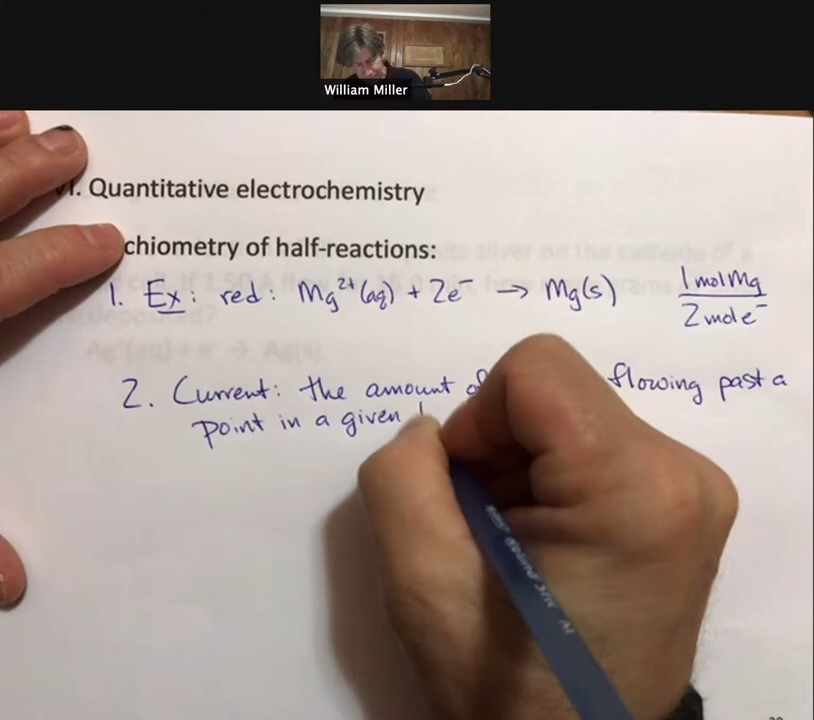 William Miller
VI. Quantitative electrochemistry
chiometry of half-reactions:
1. Ex: red: Mg²⁺(aq) + 2e⁻ → Mg(s) 1 mol Mg / 2 mol e⁻
2. Current: the amount of flowing past a
point in a given